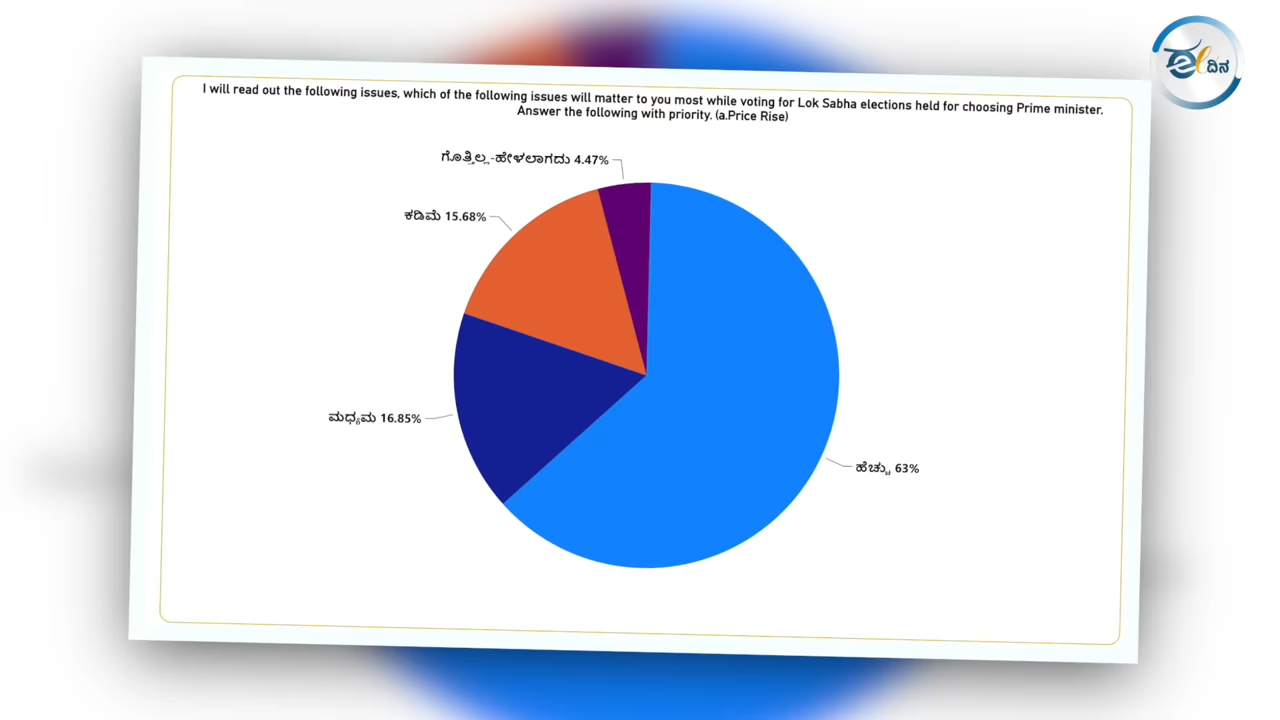 I will read out the following issues, which of the following issues will matter to you most while voting for Lok Sabha elections held for choosing Prime minister.
Answer the following with priority. (a.Price Rise)
ಗೊತ್ತಿಲ್ಲ-ಹೇಳಲಾಗದು 4.47%
ಕಡಿಮೆ 15.68%
ಮಧ್ಯಮ 16.85%
ಹೆಚ್ಚು 63%
ಈ
ದಿನ